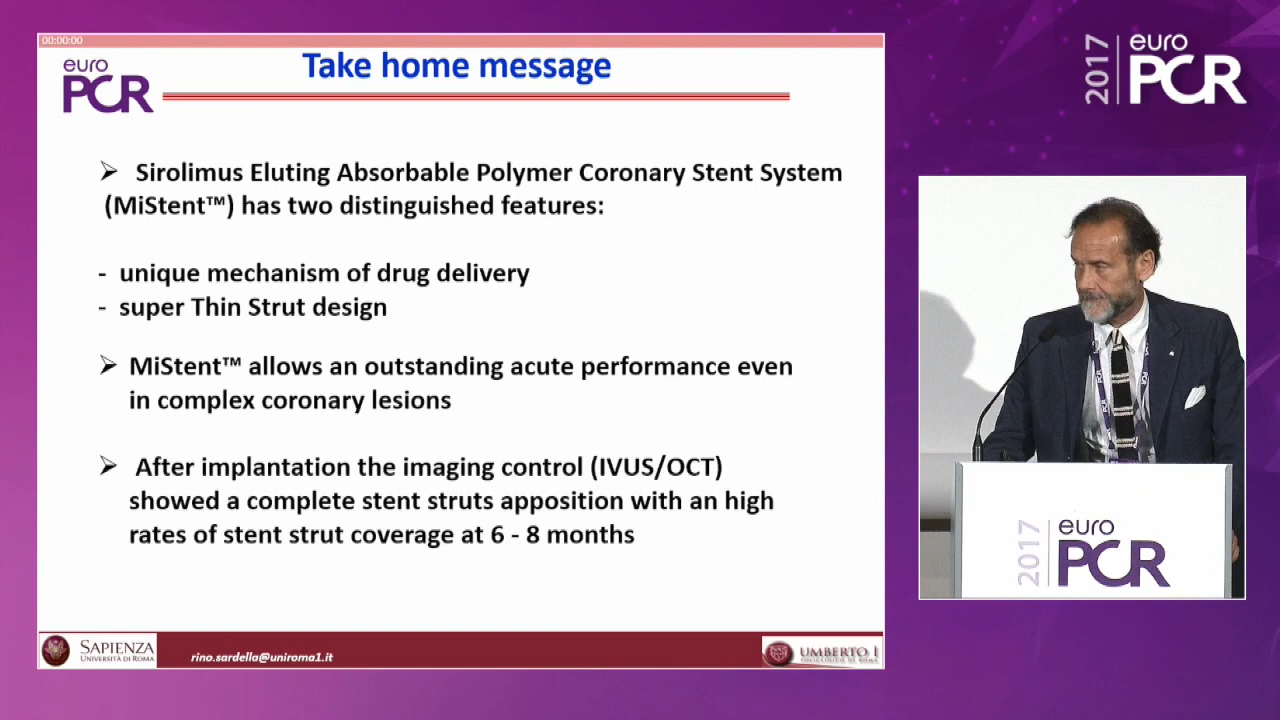 00:00:00
euro
PCR
Take home message
➢ Sirolimus Eluting Absorbable Polymer Coronary Stent System
(MiStent™) has two distinguished features:
- unique mechanism of drug delivery
- super Thin Strut design
➢ MiStent™ allows an outstanding acute performance even
in complex coronary lesions
➢ After implantation the imaging control (IVUS/OCT)
showed a complete stent struts apposition with an high
rates of stent strut coverage at 6 - 8 months
SAPIENZA
UNIVERSITÀ DI ROMA
rino.sardella@uniroma1.it
UMBERTO I
POLICLINICO DI ROMA
2017
euro
PCR
PCR
2017
euro
PCR